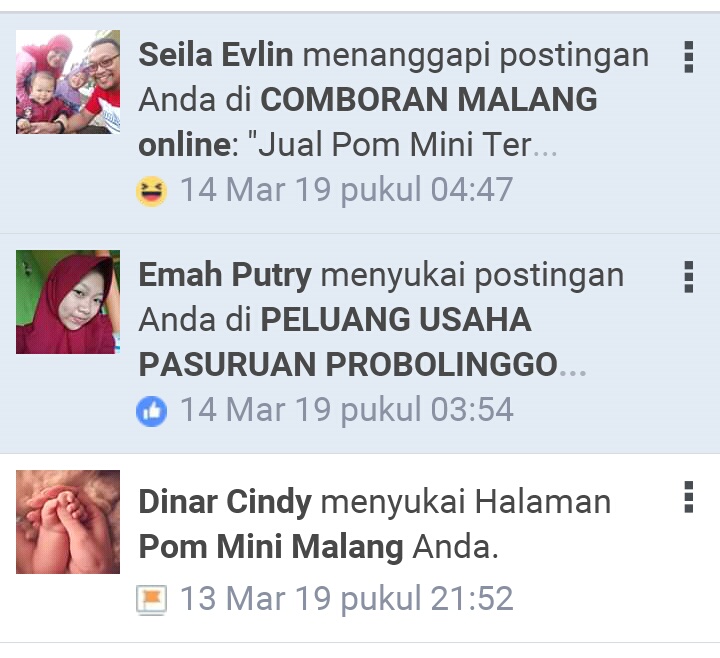 Seila Evlin menanggapi postingan
Anda di COMBORAN MALANG
online: "Jual Pom Mini Ter...
14 Mar 19 pukul 04:47
Emah Putry menyukai postingan
Anda di PELUANG USAHA
PASURUAN PROBOLINGGO...
14 Mar 19 pukul 03:54
Dinar Cindy menyukai Halaman
Pom Mini Malang Anda.
13 Mar 19 pukul 21:52